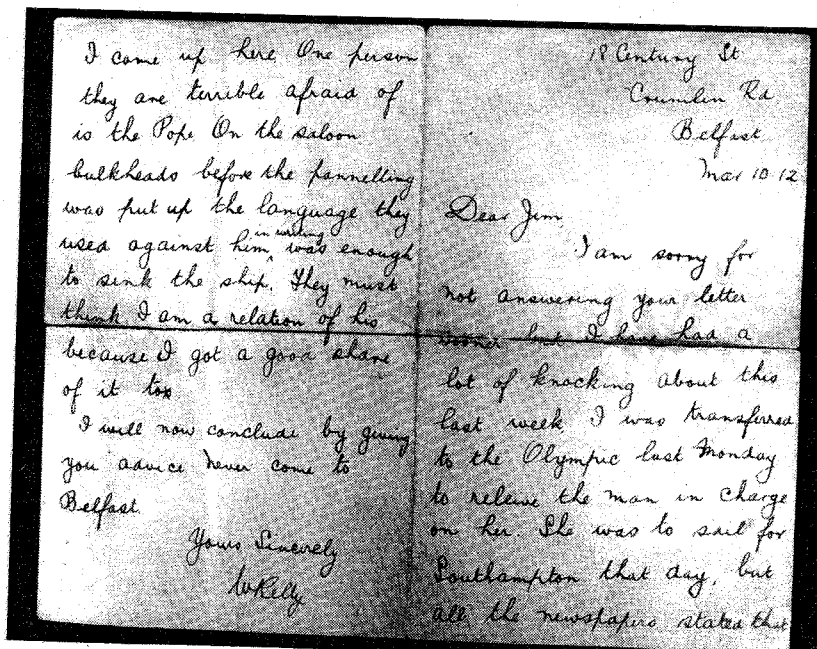 18 Century St
Crumlin Rd
Belfast
Mar 10 12
Dear Jim
I am sorry for
not answering your letter
sooner but I have had a
lot of knocking about this
last week I was transferred
to the Olympic last Monday
to releive the man in charge
on her. She was to sail for
Southampton that day, but
all the newspapers stated that
I came up here One person
they are terrible afraid of
is the Pope On the saloon
bulkheads before the pannelling
was put up the language they
used against him in writing was enough
to sink the ship. They must
think I am a relation of his
because I got a good share
of it too
I will now conclude by giving
you advice never come to
Belfast
Yours Sincerely
WKelly